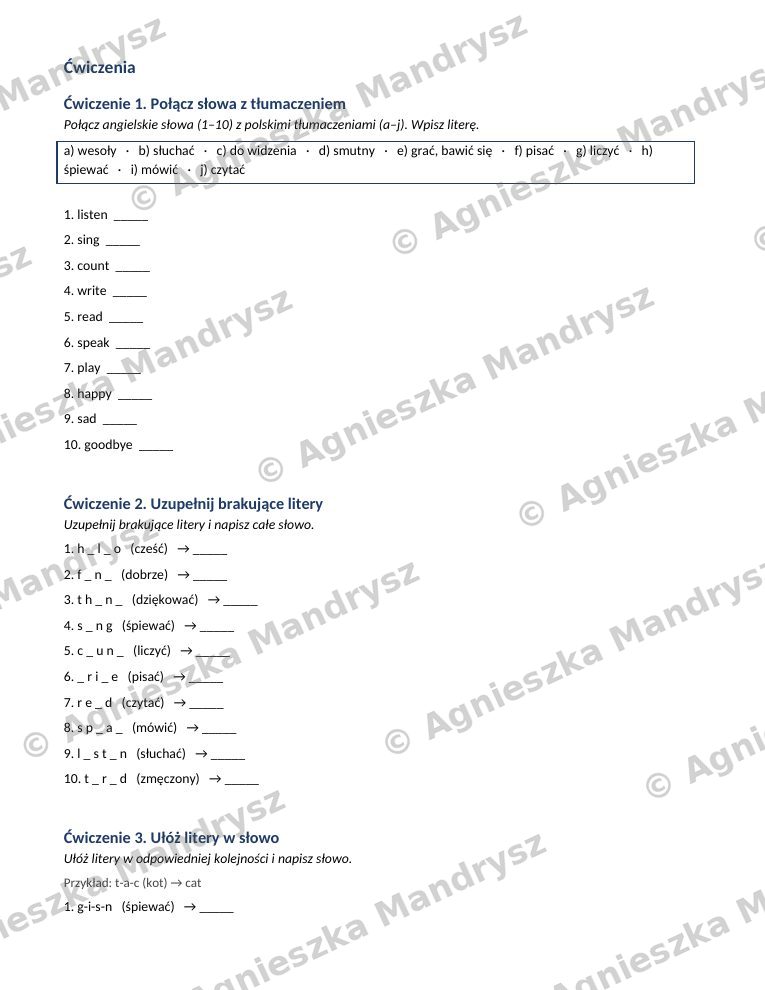 Ćwiczenia
Ćwiczenie 1. Połącz słowa z tłumaczeniem
Połącz angielskie słowa (1–10) z polskimi tłumaczeniami (a–j). Wpisz literę.
a) wesoły · b) słuchać · c) do widzenia · d) smutny · e) grać, bawić się · f) pisać · g) liczyć · h)
śpiewać · i) mówić · j) czytać
1. listen _____
2. sing _____
3. count _____
4. write _____
5. read _____
6. speak _____
7. play _____
8. happy _____
9. sad _____
10. goodbye _____
Ćwiczenie 2. Uzupełnij brakujące litery
Uzupełnij brakujące litery i napisz całe słowo.
1. h _ l _ o (cześć) → _____
2. f _ n _ (dobrze) → _____
3. t h _ n _ (dziękować) → _____
4. s _ n g (śpiewać) → _____
5. c _ u n _ (liczyć) → _____
6. _ r i _ e (pisać) → _____
7. r e _ d (czytać) → _____
8. s p _ a _ (mówić) → _____
9. l _ s t _ n (słuchać) → _____
10. t _ r _ d (zmęczony) → _____
Ćwiczenie 3. Ułóż litery w słowo
Ułóż litery w odpowiedniej kolejności i napisz słowo.
Przykład: t-a-c (kot) → cat
1. g-i-s-n (śpiewać) → _____
© Agnieszka Mandrysz